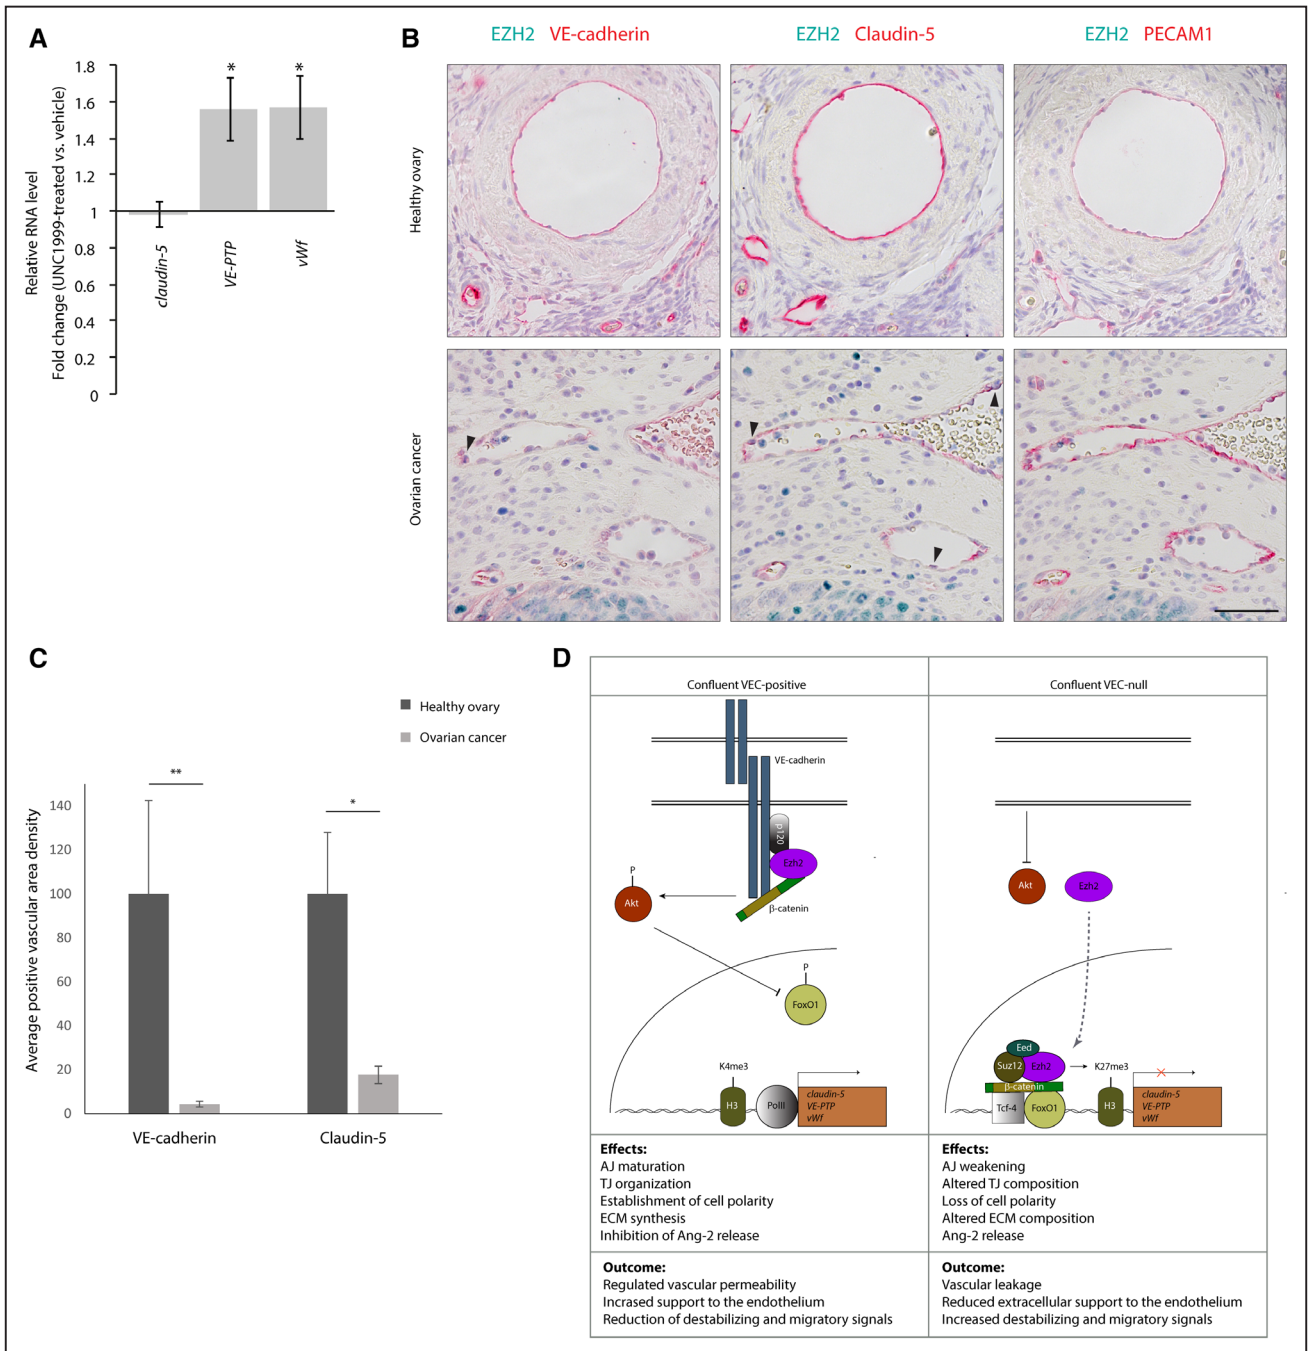 A
Relative RNA level
Fold change (UNC1999-treated vs. vehicle)
1.8
1.6
1.4
1.2
1
0.8
0.6
0.4
0.2
0
*
*
claudin-5
VE-PTP
vWf
B
EZH2 VE-cadherin
EZH2 Claudin-5
EZH2 PECAM1
Healthy ovary
Ovarian cancer
C
Healthy ovary
Ovarian cancer
Average positive vascular area density
140
120
100
80
60
40
20
0
**
*
VE-cadherin
Claudin-5
D
Confluent VEC-positive
VE-cadherin
p120
Ezh2
β-catenin
P
Akt
P
FoxO1
K4me3
H3
PolII
claudin-5
VE-PTP
vWf
Effects:
AJ maturation
TJ organization
Establishment of cell polarity
ECM synthesis
Inhibition of Ang-2 release
Outcome:
Regulated vascular permeability
Incrased support to the endothelium
Reduction of destabilizing and migratory signals
Confluent VEC-null
Akt
Ezh2
Eed
Suz12
Ezh2
β-catenin
Tcf-4
FoxO1
K27me3
H3
claudin-5
VE-PTP
vWf
Effects:
AJ weakening
Altered TJ composition
Loss of cell polarity
Altered ECM composition
Ang-2 release
Outcome:
Vascular leakage
Reduced extracellular support to the endothelium
Increased destabilizing and migratory signals